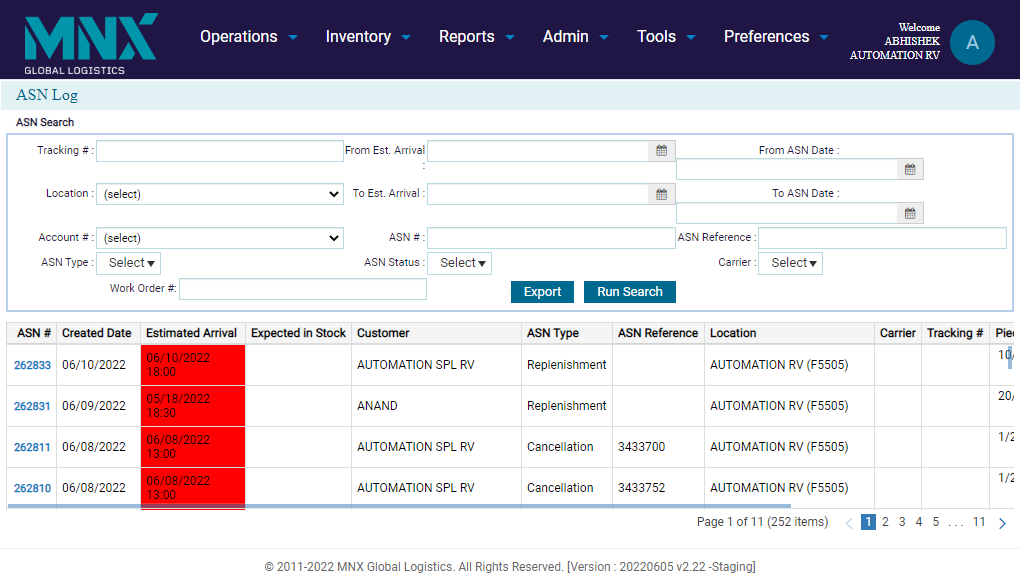 MNX
GLOBAL LOGISTICS
Operations Inventory Reports Admin Tools Preferences
Welcome
ABHISHEK
AUTOMATION RV
A
ASN Log
ASN Search
Tracking # : From Est. Arrival : From ASN Date :
Location : (select) To Est. Arrival : To ASN Date :
Account # : (select) ASN # : ASN Reference :
ASN Type : Select ASN Status : Select Carrier : Select
Work Order #: Export Run Search
ASN # Created Date Estimated Arrival Expected in Stock Customer ASN Type ASN Reference Location Carrier Tracking #
262833 06/10/2022 06/10/2022 18:00 AUTOMATION SPL RV Replenishment AUTOMATION RV (F5505)
262831 06/09/2022 05/18/2022 18:30 ANAND Replenishment AUTOMATION RV (F5505) 20/
262811 06/08/2022 06/08/2022 13:00 AUTOMATION SPL RV Cancellation 3433700 AUTOMATION RV (F5505) 1/2
262810 06/08/2022 06/08/2022 13:00 AUTOMATION SPL RV Cancellation 3433752 AUTOMATION RV (F5505) 1/2
Page 1 of 11 (252 items) 1 2 3 4 5 ... 11
© 2011-2022 MNX Global Logistics. All Rights Reserved. [Version : 20220605 v2.22 -Staging]